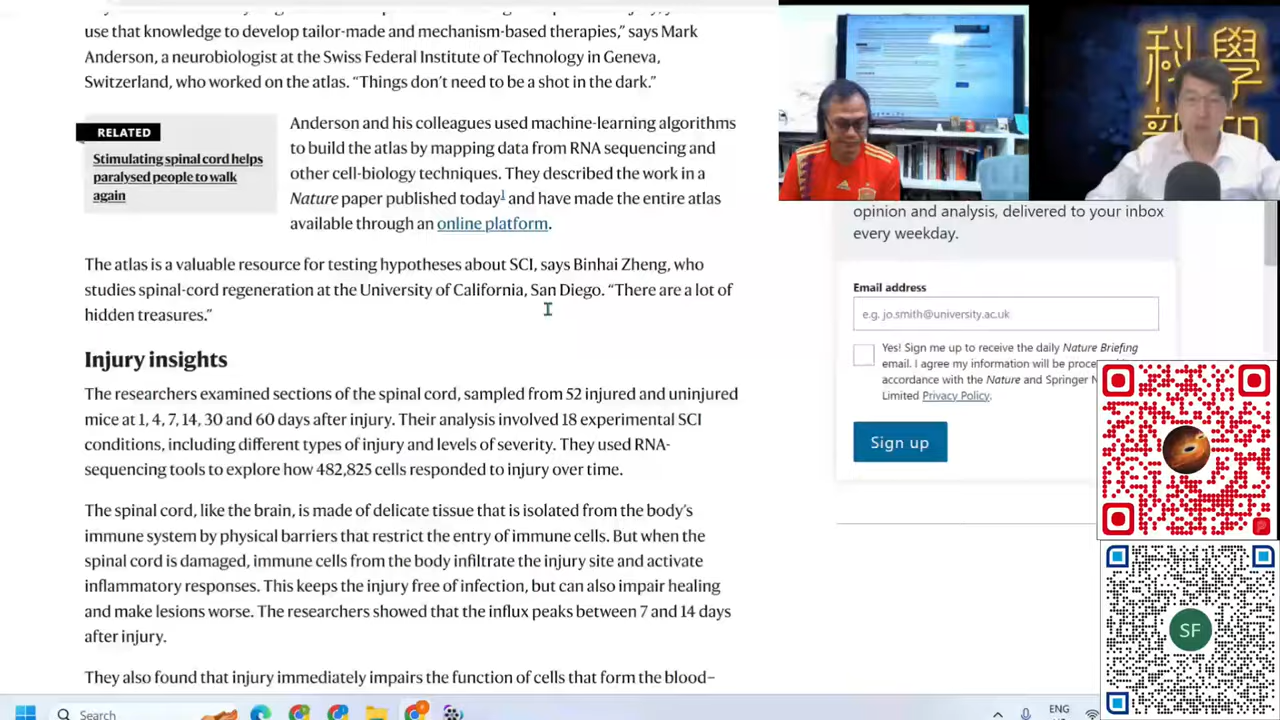 use that knowledge to develop tailor-made and mechanism-based therapies,” says Mark
Anderson, a neurobiologist at the Swiss Federal Institute of Technology in Geneva,
Switzerland, who worked on the atlas. “Things don’t need to be a shot in the dark.”
RELATED
Stimulating spinal cord helps
paralysed people to walk
again
Anderson and his colleagues used machine-learning algorithms
to build the atlas by mapping data from RNA sequencing and
other cell-biology techniques. They described the work in a
Nature paper published today1 and have made the entire atlas
available through an online platform.
The atlas is a valuable resource for testing hypotheses about SCI, says Binhai Zheng, who
studies spinal-cord regeneration at the University of California, San Diego. “There are a lot of
hidden treasures.”
Injury insights
The researchers examined sections of the spinal cord, sampled from 52 injured and uninjured
mice at 1, 4, 7, 14, 30 and 60 days after injury. Their analysis involved 18 experimental SCI
conditions, including different types of injury and levels of severity. They used RNA-
sequencing tools to explore how 482,825 cells responded to injury over time.
The spinal cord, like the brain, is made of delicate tissue that is isolated from the body’s
immune system by physical barriers that restrict the entry of immune cells. But when the
spinal cord is damaged, immune cells from the body infiltrate the injury site and activate
inflammatory responses. This keeps the injury free of infection, but can also impair healing
and make lesions worse. The researchers showed that the influx peaks between 7 and 14 days
after injury.
They also found that injury immediately impairs the function of cells that form the blood–
科學
opinion and analysis, delivered to your inbox
every weekday.
Email address
e.g. jo.smith@university.ac.uk
Yes! Sign me up to receive the daily Nature Briefing
email. I agree my information will be
accordance with the Nature and Springer
Limited Privacy Policy.
Sign up
SF
Search
ENG